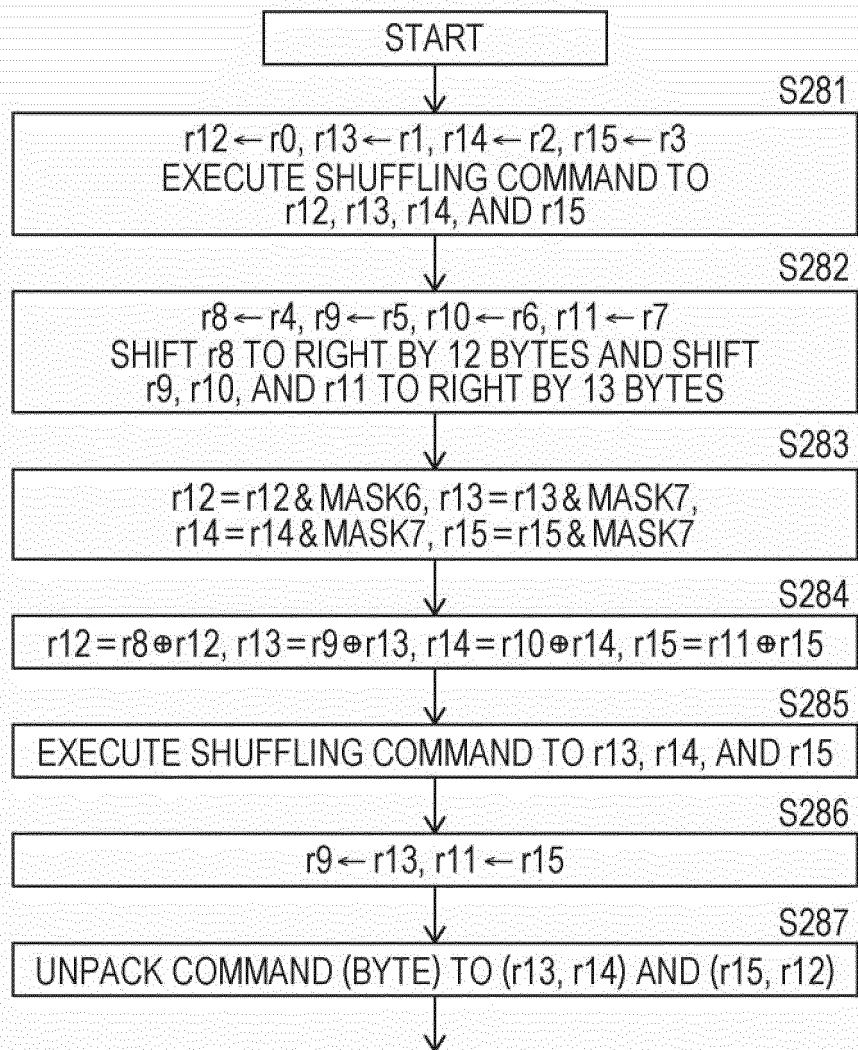 START
S281
r12←r0, r13←r1, r14←r2, r15←r3
EXECUTE SHUFFLING COMMAND TO
r12, r13, r14, AND r15
S282
r8←r4, r9←r5, r10←r6, r11←r7
SHIFT r8 TO RIGHT BY 12 BYTES AND SHIFT
r9, r10, AND r11 TO RIGHT BY 13 BYTES
S283
r12=r12&MASK6, r13=r13&MASK7,
r14=r14&MASK7, r15=r15&MASK7
S284
r12=r8⊕r12, r13=r9⊕r13, r14=r10⊕r14, r15=r11⊕r15
S285
EXECUTE SHUFFLING COMMAND TO r13, r14, AND r15
S286
r9←r13, r11←r15
S287
UNPACK COMMAND (BYTE) TO (r13, r14) AND (r15, r12)